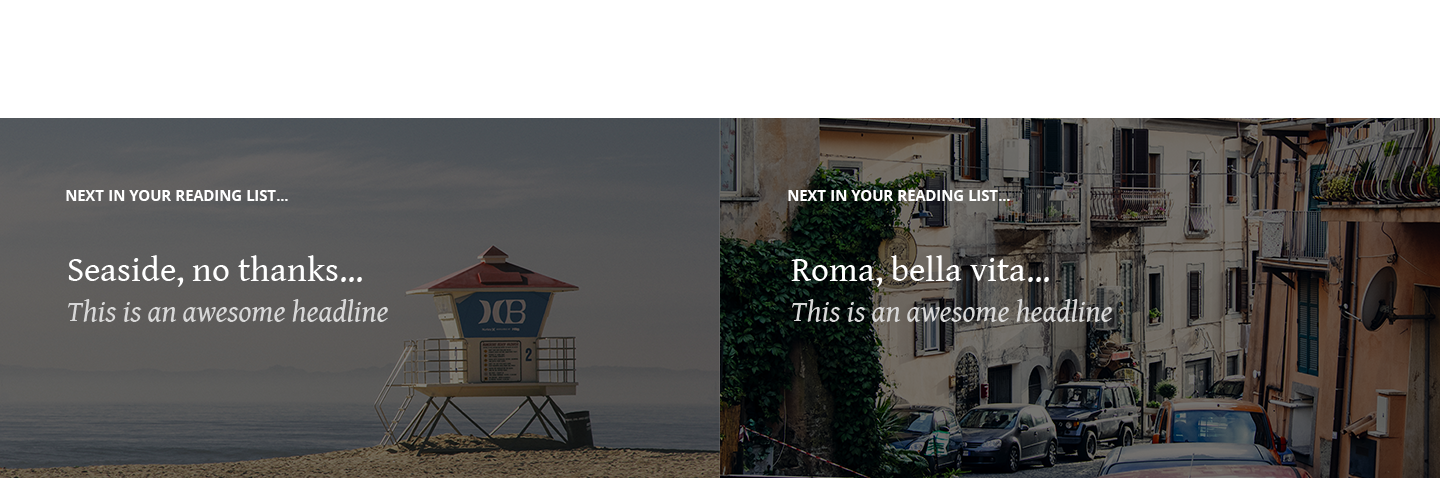 NEXT IN YOUR READING LIST...
Seaside, no thanks...
This is an awesome headline
2
NEXT IN YOUR READING LIST...
Roma, bella vita...
This is an awesome headline